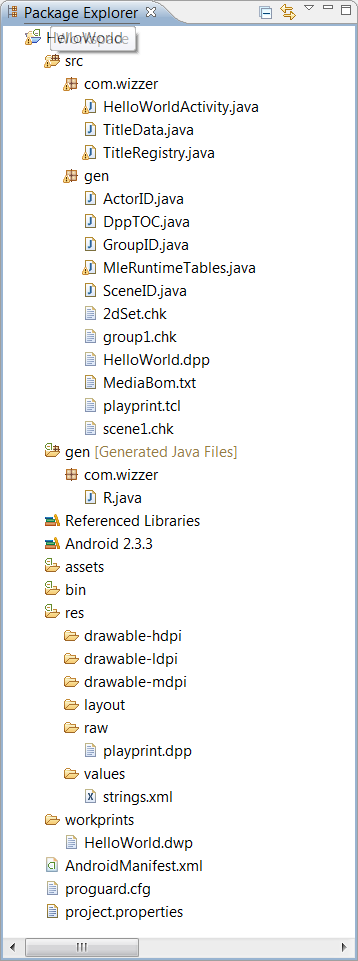 Package Explorer
HelloWorld
src
com.wizzer
HelloWorldActivity.java
TitleData.java
TitleRegistry.java
gen
ActorID.java
DppTOC.java
GroupID.java
MleRuntimeTables.java
SceneID.java
2dSet.chk
group1.chk
HelloWorld.dpp
MediaBom.txt
playprint.tcl
scene1.chk
gen [Generated Java Files]
com.wizzer
R.java
Referenced Libraries
Android 2.3.3
assets
bin
res
drawable-hdpi
drawable-ldpi
drawable-mdpi
layout
raw
playprint.dpp
values
strings.xml
workprints
HelloWorld.dwp
AndroidManifest.xml
proguard.cfg
project.properties